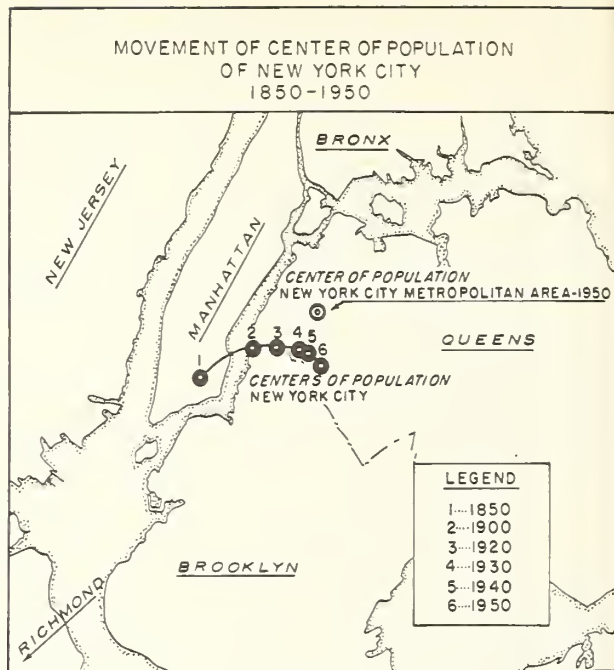 MOVEMENT OF CENTER OF POPULATION
OF NEW YORK CITY
1850-1950
BRONX
NEW JERSEY
MANHATTAN
CENTER OF POPULATION
NEW YORK CITY METROPOLITAN AREA-1950
QUEENS
1
2
3
4
5
6
CENTERS OF POPULATION
NEW YORK CITY
LEGEND
1----1850
2----1900
3----1920
4----1930
5----1940
6----1950
BROOKLYN
RICHMOND